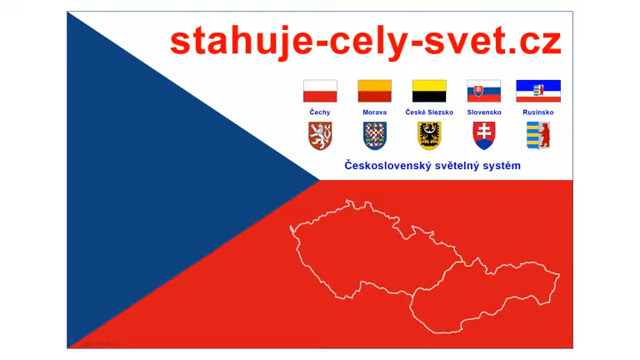 stahuje-cely-svet.cz
Čechy Morava České Slezsko Slovensko Rusínsko
Československý světelný systém